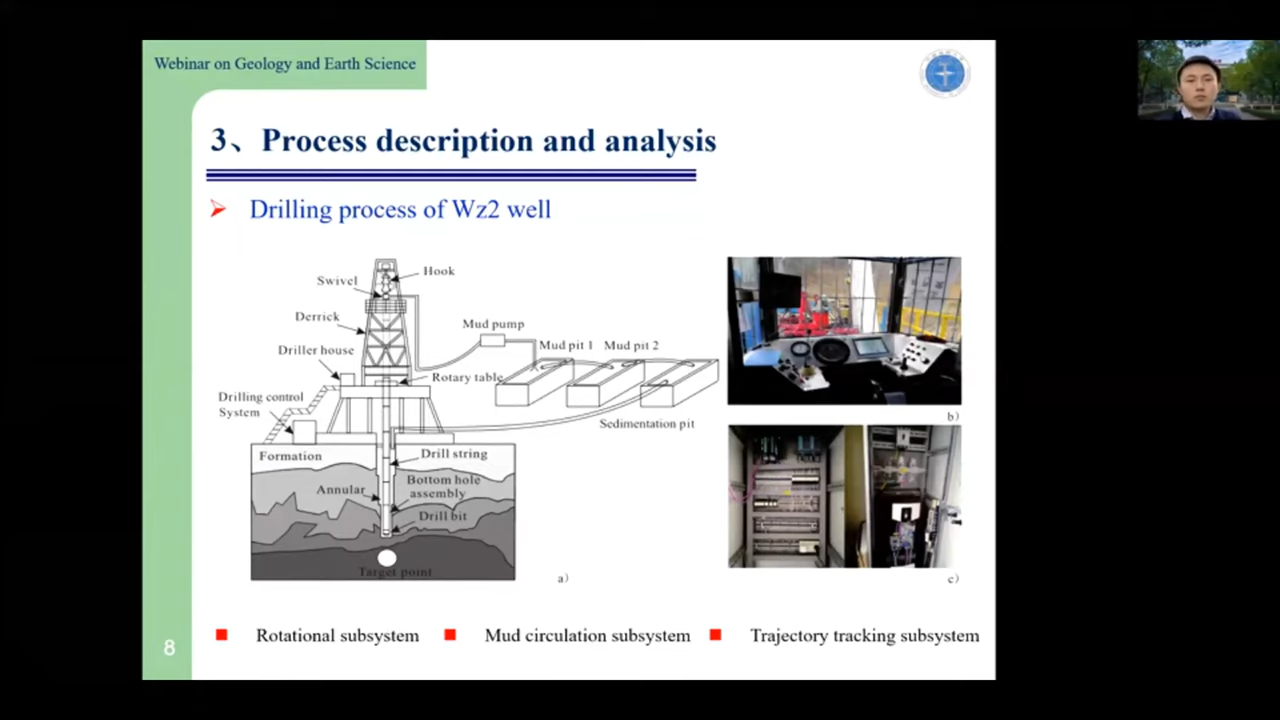 Webinar on Geology and Earth Science
3、Process description and analysis
Drilling process of Wz2 well
Hook
Swivel
Derrick
Mud pump
Mud pit 1
Mud pit 2
Driller house
Rotary table
Drilling control
System
Sedimentation pit
Formation
Drill string
Annular
Bottom hole
assembly
Drill bit
Target point
a)
b)
c)
Rotational subsystem
Mud circulation subsystem
Trajectory tracking subsystem
8